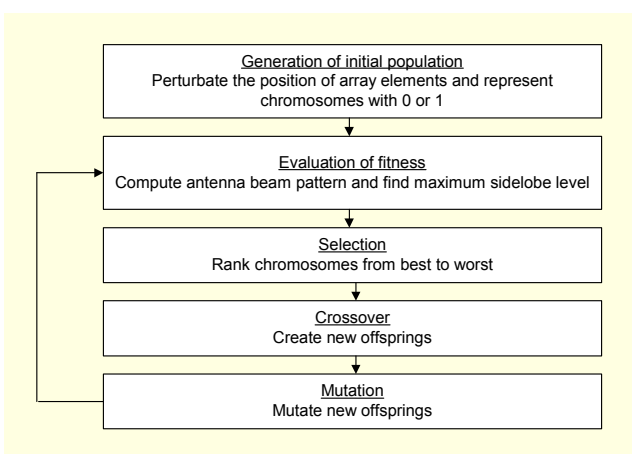 Generation of initial population
Perturbate the position of array elements and represent
chromosomes with 0 or 1
Evaluation of fitness
Compute antenna beam pattern and find maximum sidelobe level
Selection
Rank chromosomes from best to worst
Crossover
Create new offsprings
Mutation
Mutate new offsprings